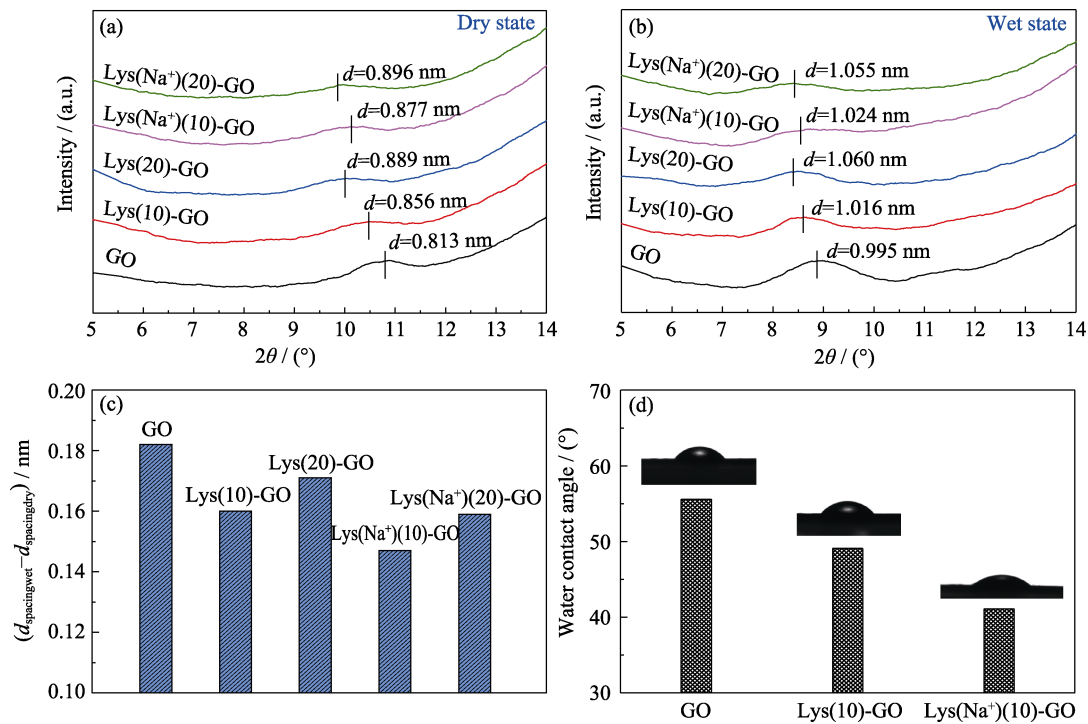 (a)
Dry state
Lys(Na⁺)(20)-GO
d=0.896 nm
Lys(Na⁺)(10)-GO
d=0.877 nm
Lys(20)-GO
d=0.889 nm
Lys(10)-GO
d=0.856 nm
GO
d=0.813 nm
Intensity / (a.u.)
5 6 7 8 9 10 11 12 13 14
2θ / (°)
(b)
Wet state
Lys(Na⁺)(20)-GO
d=1.055 nm
Lys(Na⁺)(10)-GO
d=1.024 nm
Lys(20)-GO
d=1.060 nm
Lys(10)-GO
d=1.016 nm
GO
d=0.995 nm
Intensity / (a.u.)
5 6 7 8 9 10 11 12 13 14
2θ / (°)
(c)
0.20
0.18
0.16
0.14
0.12
0.10
(dspacingwet−dspacingdry) / nm
GO
Lys(10)-GO
Lys(20)-GO
Lys(Na⁺)(10)-GO
Lys(Na⁺)(20)-GO
(d)
70
60
50
40
30
Water contact angle / (°)
GO
Lys(10)-GO
Lys(Na⁺)(10)-GO